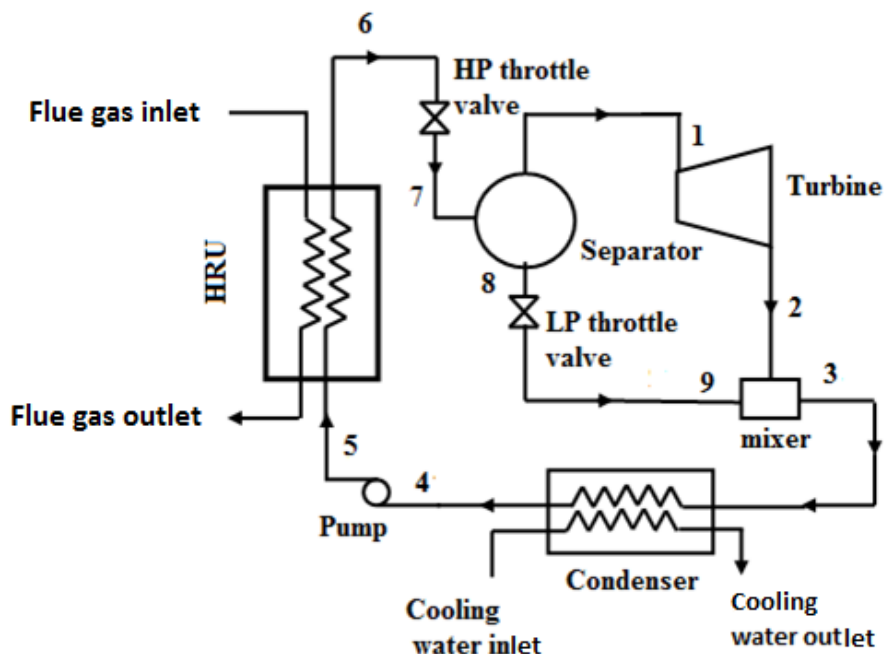 6
HP throttle
valve
Flue gas inlet
1
Turbine
7
Separator
HRU
8
2
LP throttle
valve
9
3
Flue gas outlet
mixer
5
4
Pump
Condenser
Cooling
water inlet
Cooling
water outlet